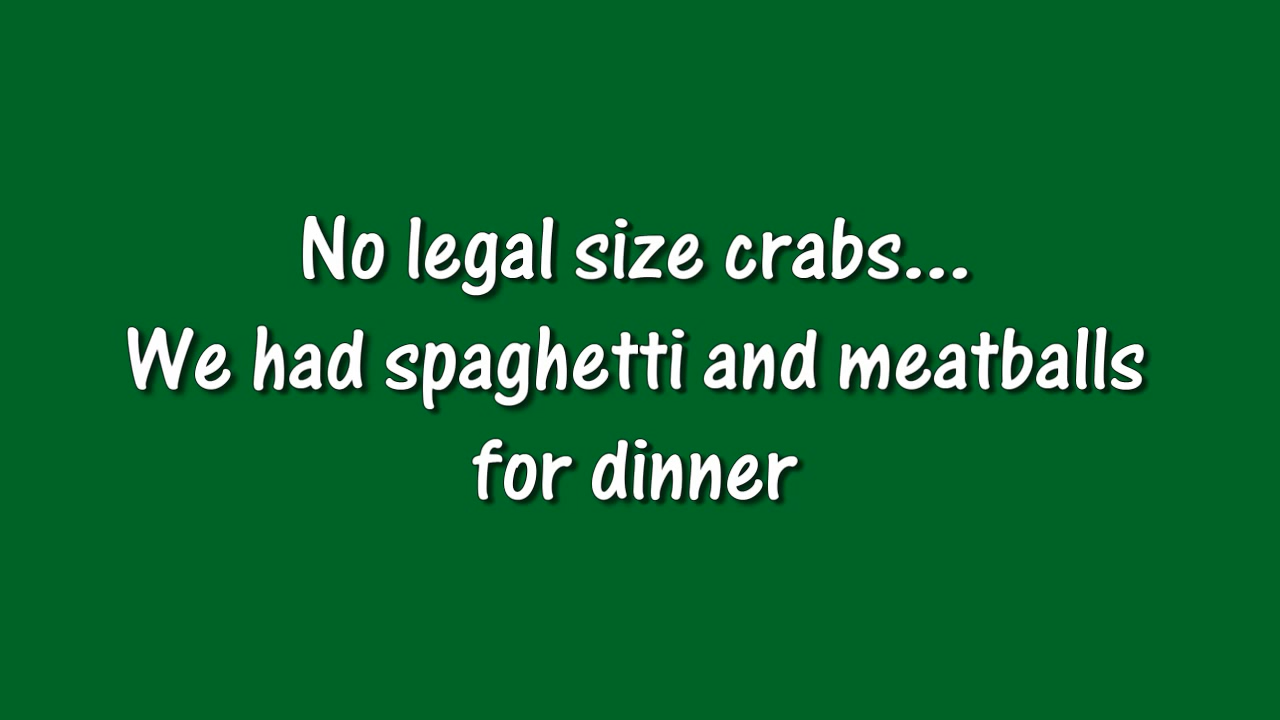 No legal size crabs...
We had spaghetti and meatballs
for dinner